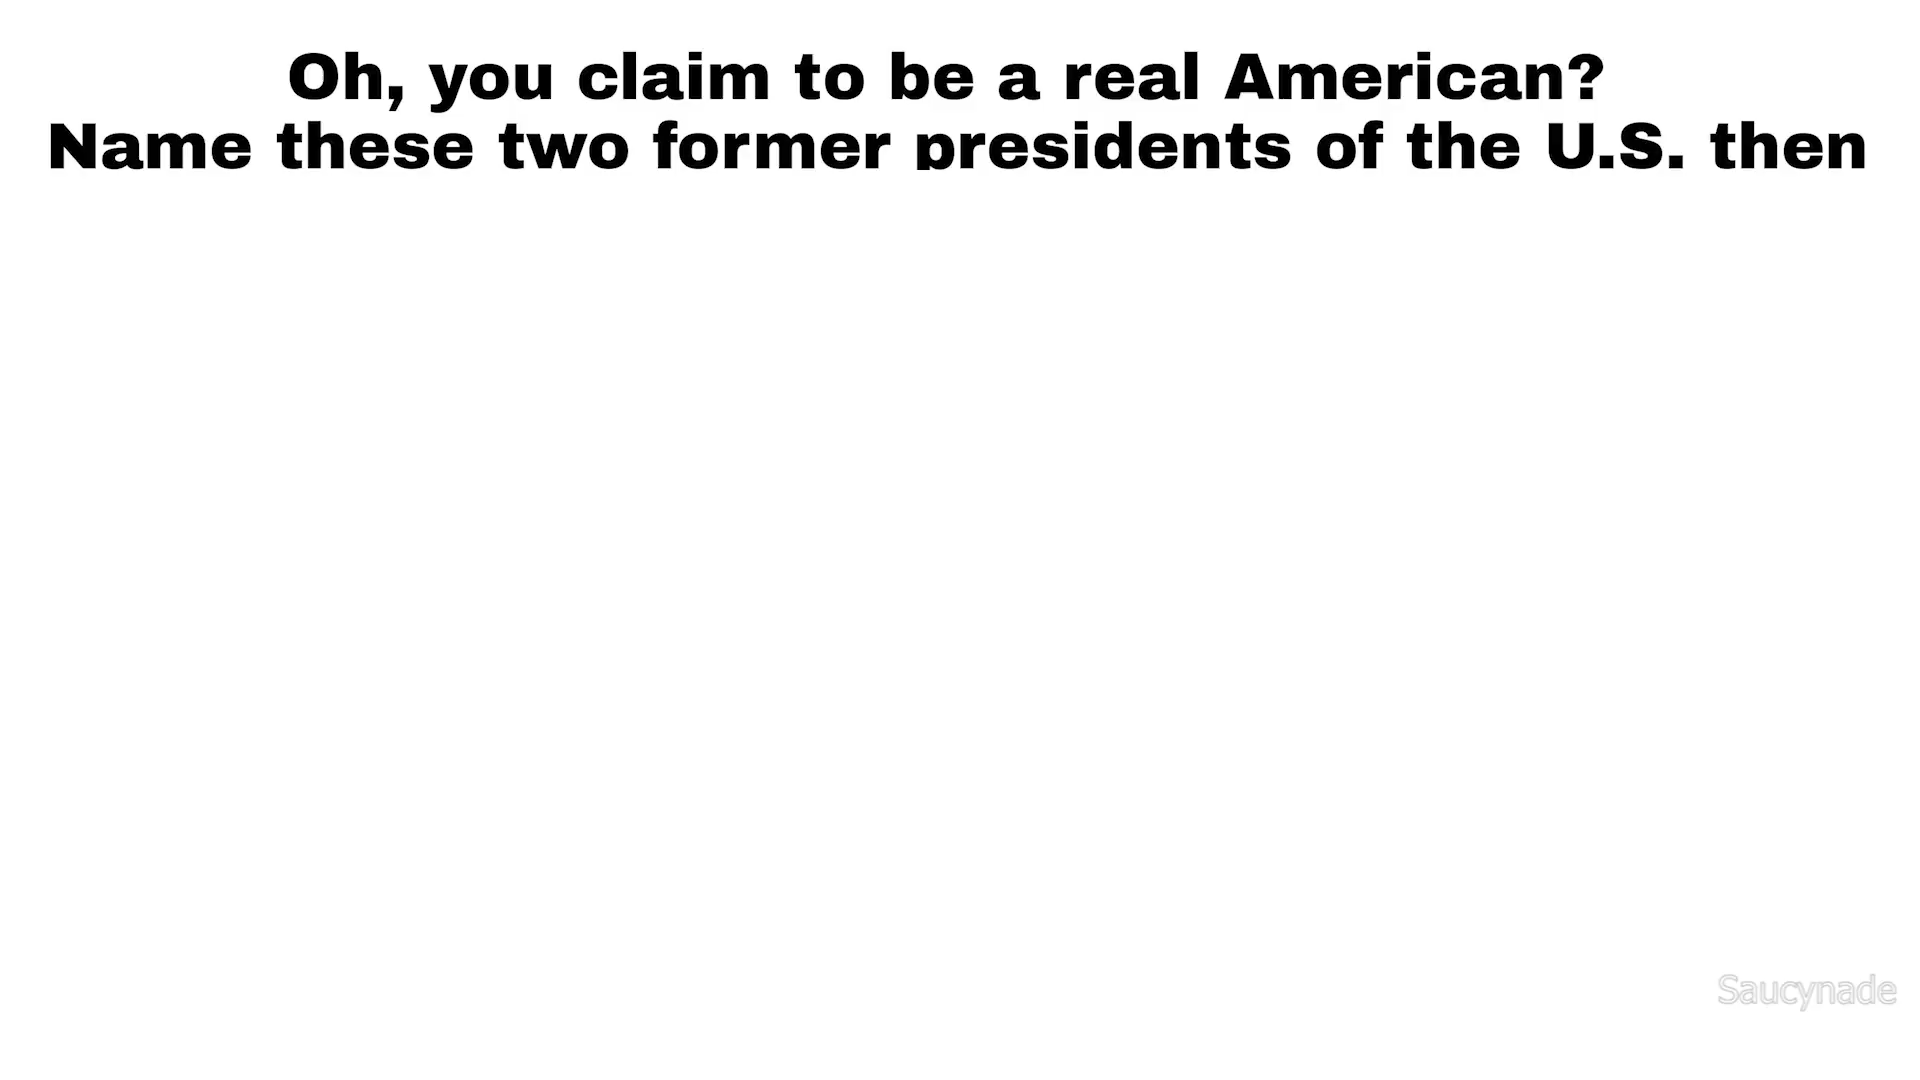 Oh, you claim to be a real American?
Name these two former presidents of the U.S. then
Saucynade